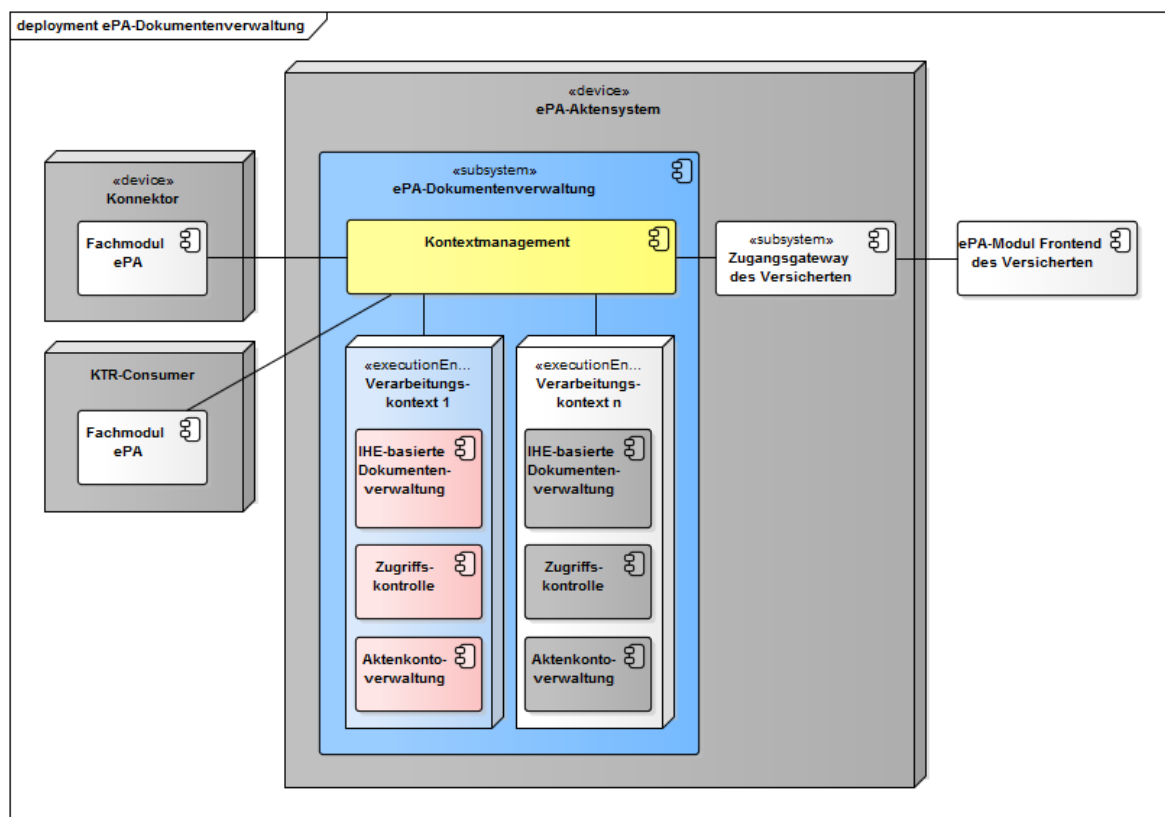 deployment ePA-Dokumentenverwaltung
«device»
ePA-Aktensystem
«device»
Konnektor
Fachmodul
ePA
«subsystem»
ePA-Dokumentenverwaltung
Kontextmanagement
«subsystem»
Zugangsgateway
des Versicherten
ePA-Modul Frontend
des Versicherten
KTR-Consumer
Fachmodul
ePA
«executionEn...
Verarbeitungs-
kontext 1
IHE-basierte
Dokumenten-
verwaltung
Zugriffs-
kontrolle
Aktenkonto-
verwaltung
«executionEn...
Verarbeitungs-
kontext n
IHE-basierte
Dokumenten-
verwaltung
Zugriffs-
kontrolle
Aktenkonto-
verwaltung